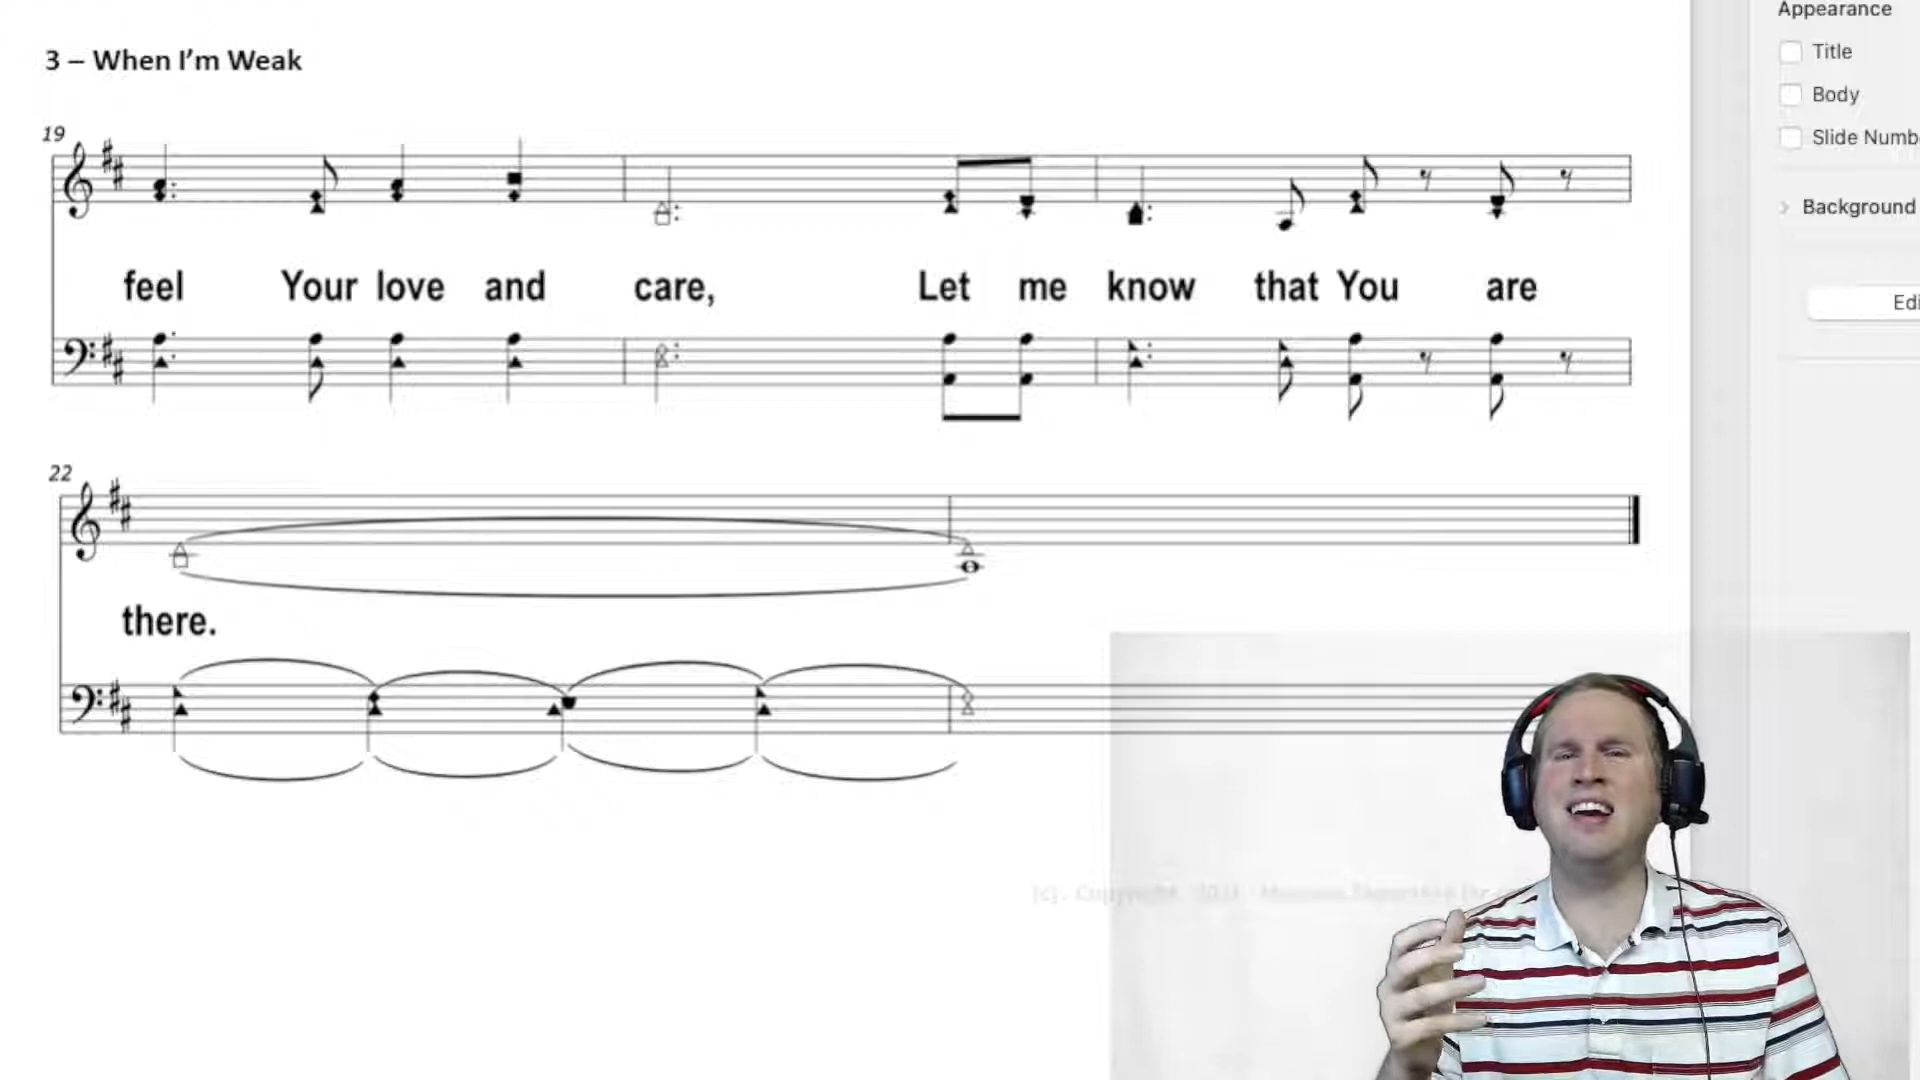 3 – When I'm Weak
19
feel Your love and care, Let me know that You are
22
there.
Appearance
Title
Body
Slide Numb
Background
Edi